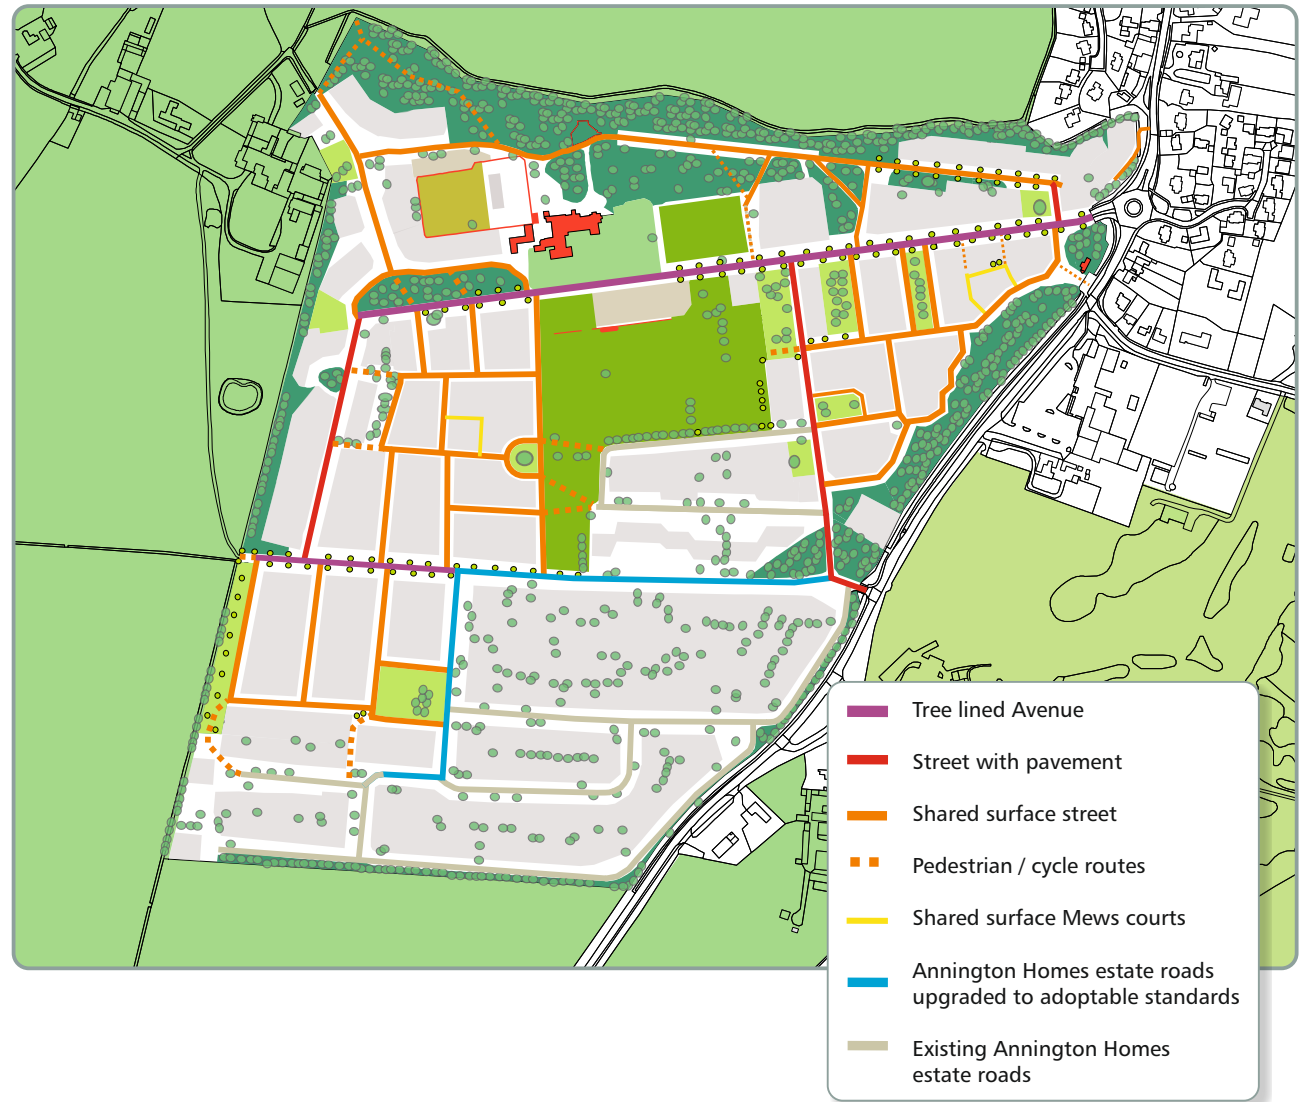 Tree lined Avenue
Street with pavement
Shared surface street
Pedestrian / cycle routes
Shared surface Mews courts
Annington Homes estate roads
upgraded to adoptable standards
Existing Annington Homes
estate roads